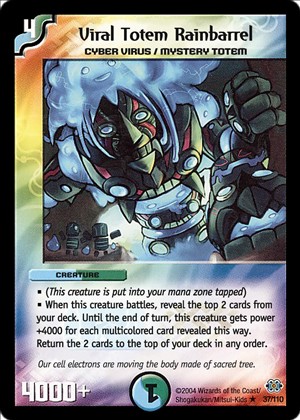 4
Viral Totem Rainbarrel
CYBER VIRUS / MYSTERY TOTEM
CREATURE
• (This creature is put into your mana zone tapped)
• When this creature battles, reveal the top 2 cards from
your deck. Until the end of turn, this creature gets power
+4000 for each multicolored card revealed this way.
Return the 2 cards to the top of your deck in any order.
Our cell electrons are moving the body made of sacred tree.
4000+
1
©2004 Wizards of the Coast/
Shogakukan/Mitsui-Kids ★ 37/110